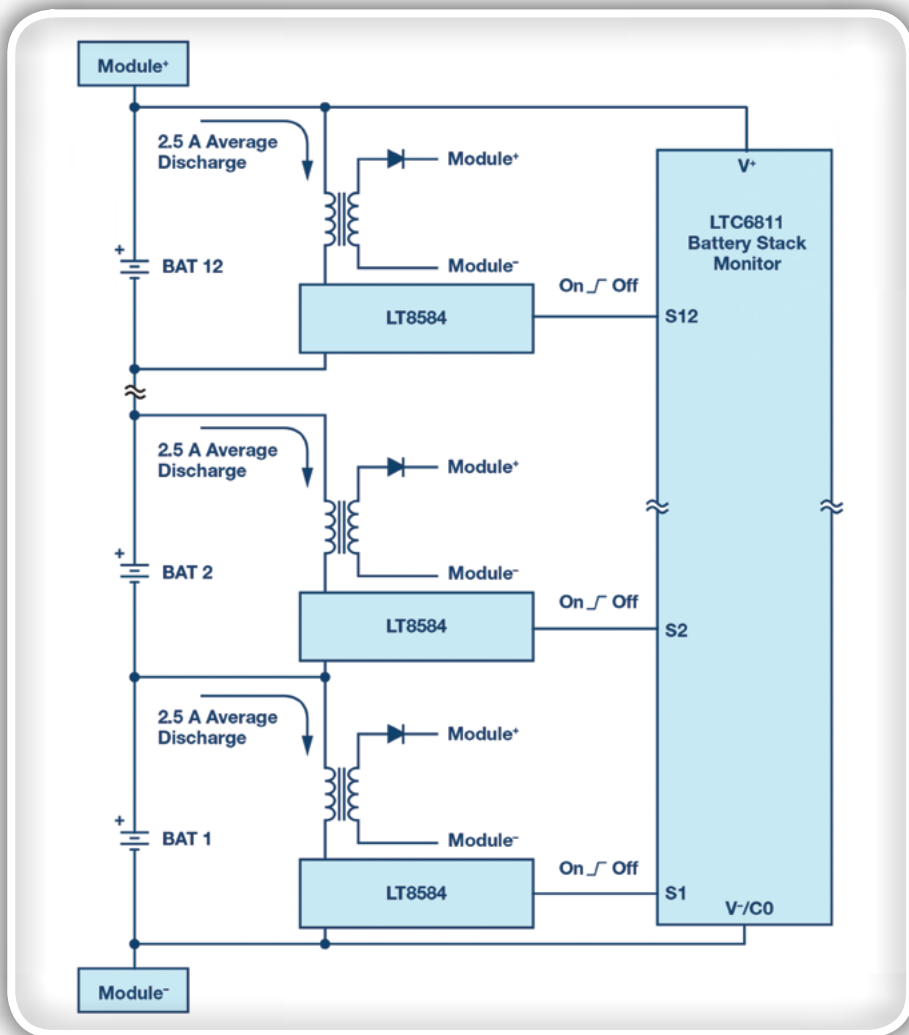 Module⁺
2.5 A Average
Discharge
Module⁺
V⁺
LTC6811
Battery Stack
Monitor
+
BAT 12
Module⁻
On Off
LT8584
S12
2.5 A Average
Discharge
Module⁺
+
BAT 2
Module⁻
On Off
LT8584
S2
2.5 A Average
Discharge
Module⁺
+
BAT 1
Module⁻
On Off
LT8584
S1
V⁻/C0
Module⁻